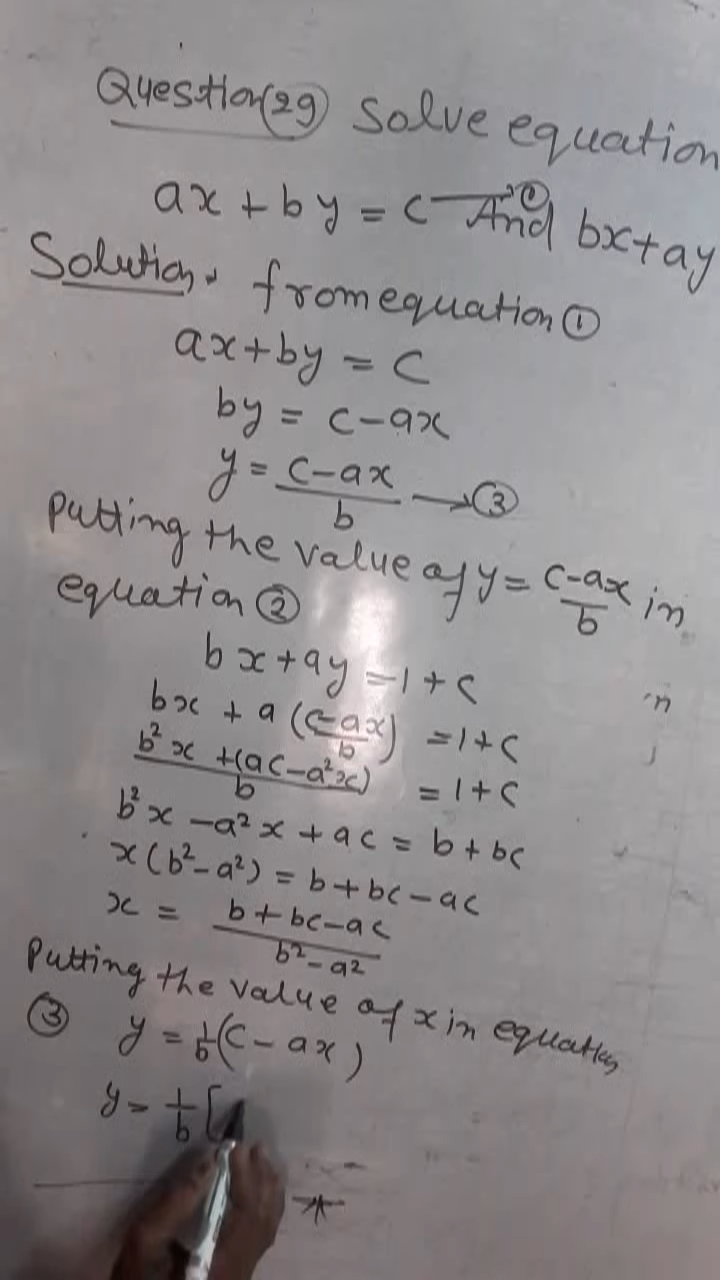 Question(29) Solve equation
ax + by = c → ① And bx+ay
Solution. from equation ①
ax+by = c
by = c-ax
y = c-ax/b → ③
Putting the value of y = c-ax/b in
equation ②
bx + ay = 1 + c
bx + a (c-ax/b) = 1+c
b²x +(ac-a²x)/b = 1+c
b²x - a²x + ac = b + bc
x(b²-a²) = b + bc - ac
x = b+bc-ac/b²-a²
Putting the value of x in equation
③ y = 1/b(c - ax)
y = 1/b[